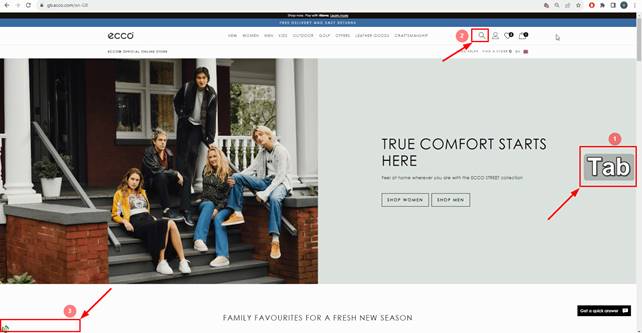 gb.ecco.com/en-GB
Shop now. Pay with Klarna. Learn more
FREE DELIVERY AND EASY RETURNS
ecco
NEW WOMEN MEN KIDS OUTDOOR GOLF OFFERS LEATHER GOODS CRAFTSMANSHIP
2
ECCO® OFFICIAL ONLINE STORE
FIND A STORE
1
TRUE COMFORT STARTS
HERE
Tab
Feel at home wherever you are with the ECCO STREET collection
SHOP WOMEN
SHOP MEN
3
Get a quick answer
FAMILY FAVOURITES FOR A FRESH NEW SEASON